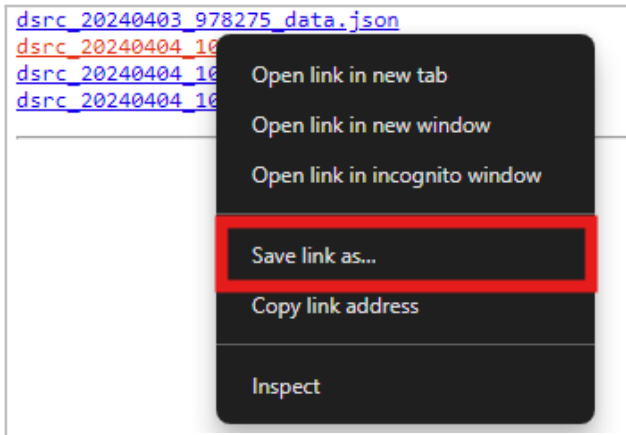 dsrc_20240403_978275_data.json
dsrc_20240404_10
dsrc_20240404_10
dsrc_20240404_10
Open link in new tab
Open link in new window
Open link in incognito window
Save link as...
Copy link address
Inspect